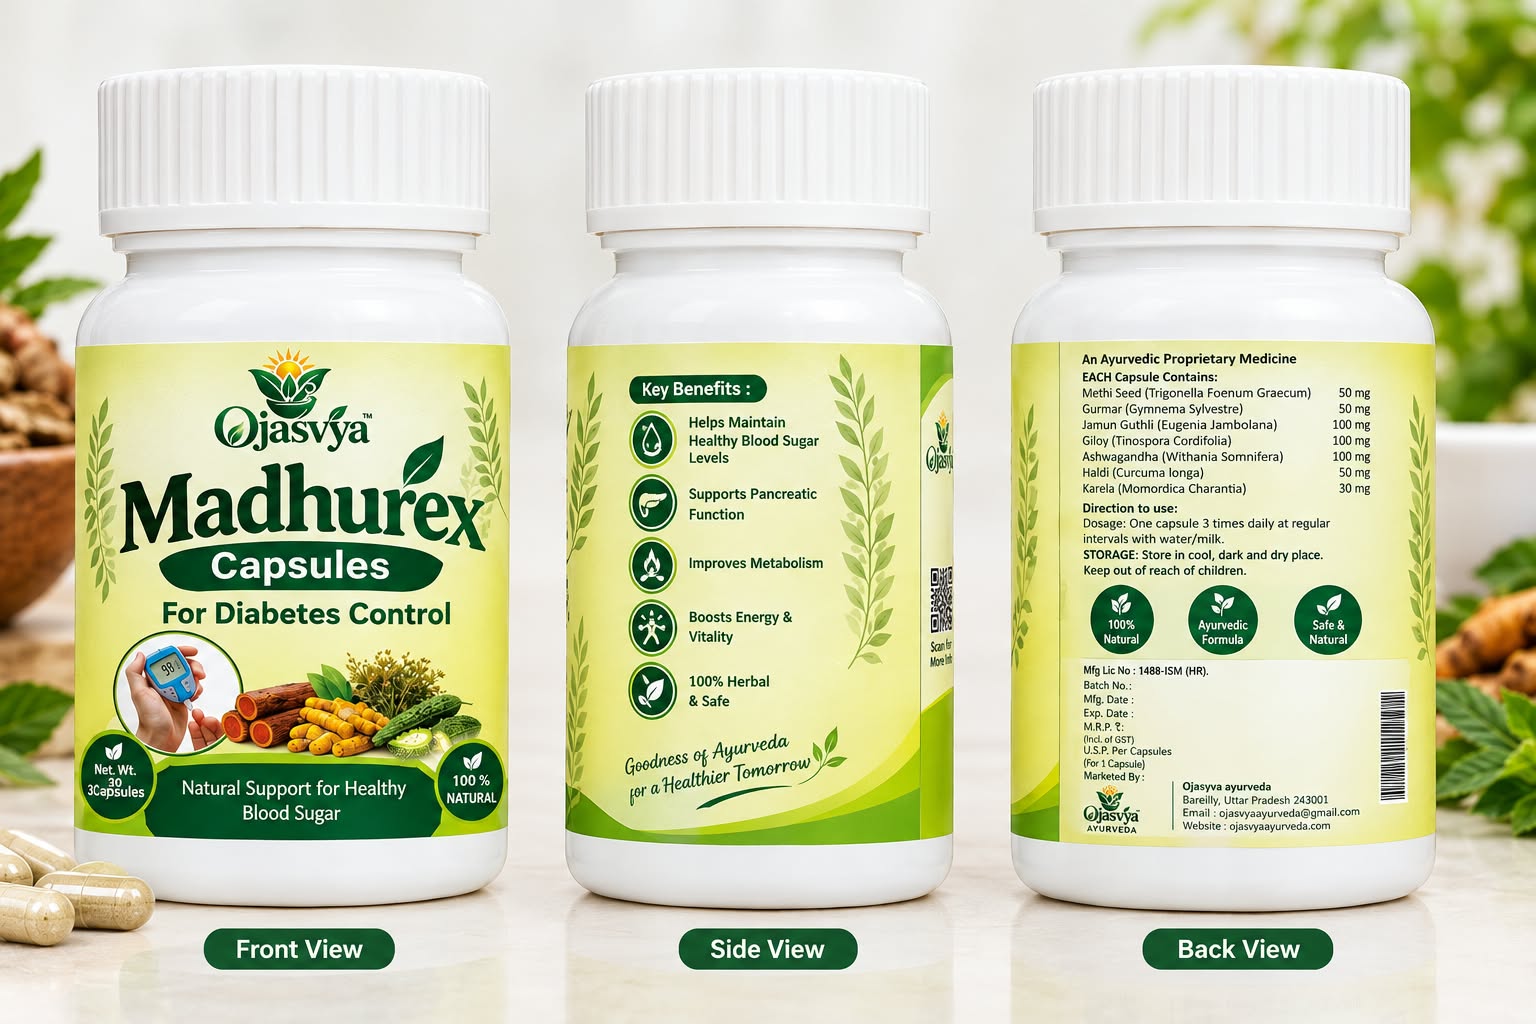 Ojasvya™
Madhurex
Capsules
For Diabetes Control
98
Net. Wt.
30
3Capsules
Natural Support for Healthy
Blood Sugar
100 %
NATURAL
Front View
Key Benefits :
Helps Maintain
Healthy Blood Sugar
Levels
Supports Pancreatic
Function
Improves Metabolism
Boosts Energy &
Vitality
100% Herbal
& Safe
Goodness of Ayurveda
for a Healthier Tomorrow
Scan for
More Info
Side View
An Ayurvedic Proprietary Medicine
EACH Capsule Contains:
Methi Seed (Trigonella Foenum Graecum) 50 mg
Gurmar (Gymnema Sylvestre) 50 mg
Jamun Guthli (Eugenia Jambolana) 100 mg
Giloy (Tinospora Cordifolia) 100 mg
Ashwagandha (Withania Somnifera) 100 mg
Haldi (Curcuma longa) 50 mg
Karela (Momordica Charantia) 30 mg
Direction to use:
Dosage: One capsule 3 times daily at regular
intervals with water/milk.
STORAGE: Store in cool, dark and dry place.
Keep out of reach of children.
100%
Natural
Ayurvedic
Formula
Safe &
Natural
Mfg Lic No : 1488-ISM (HR).
Batch No.:
Mfg. Date :
Exp. Date :
M.R.P. ₹:
(Incl. of GST)
U.S.P. Per Capsules
(For 1 Capsule)
Marketed By :
Ojasvya™
AYURVEDA
Ojasyva ayurveda
Bareilly, Uttar Pradesh 243001
Email : ojasvyaayurveda@gmail.com
Website : ojasvyaayurveda.com
Back View